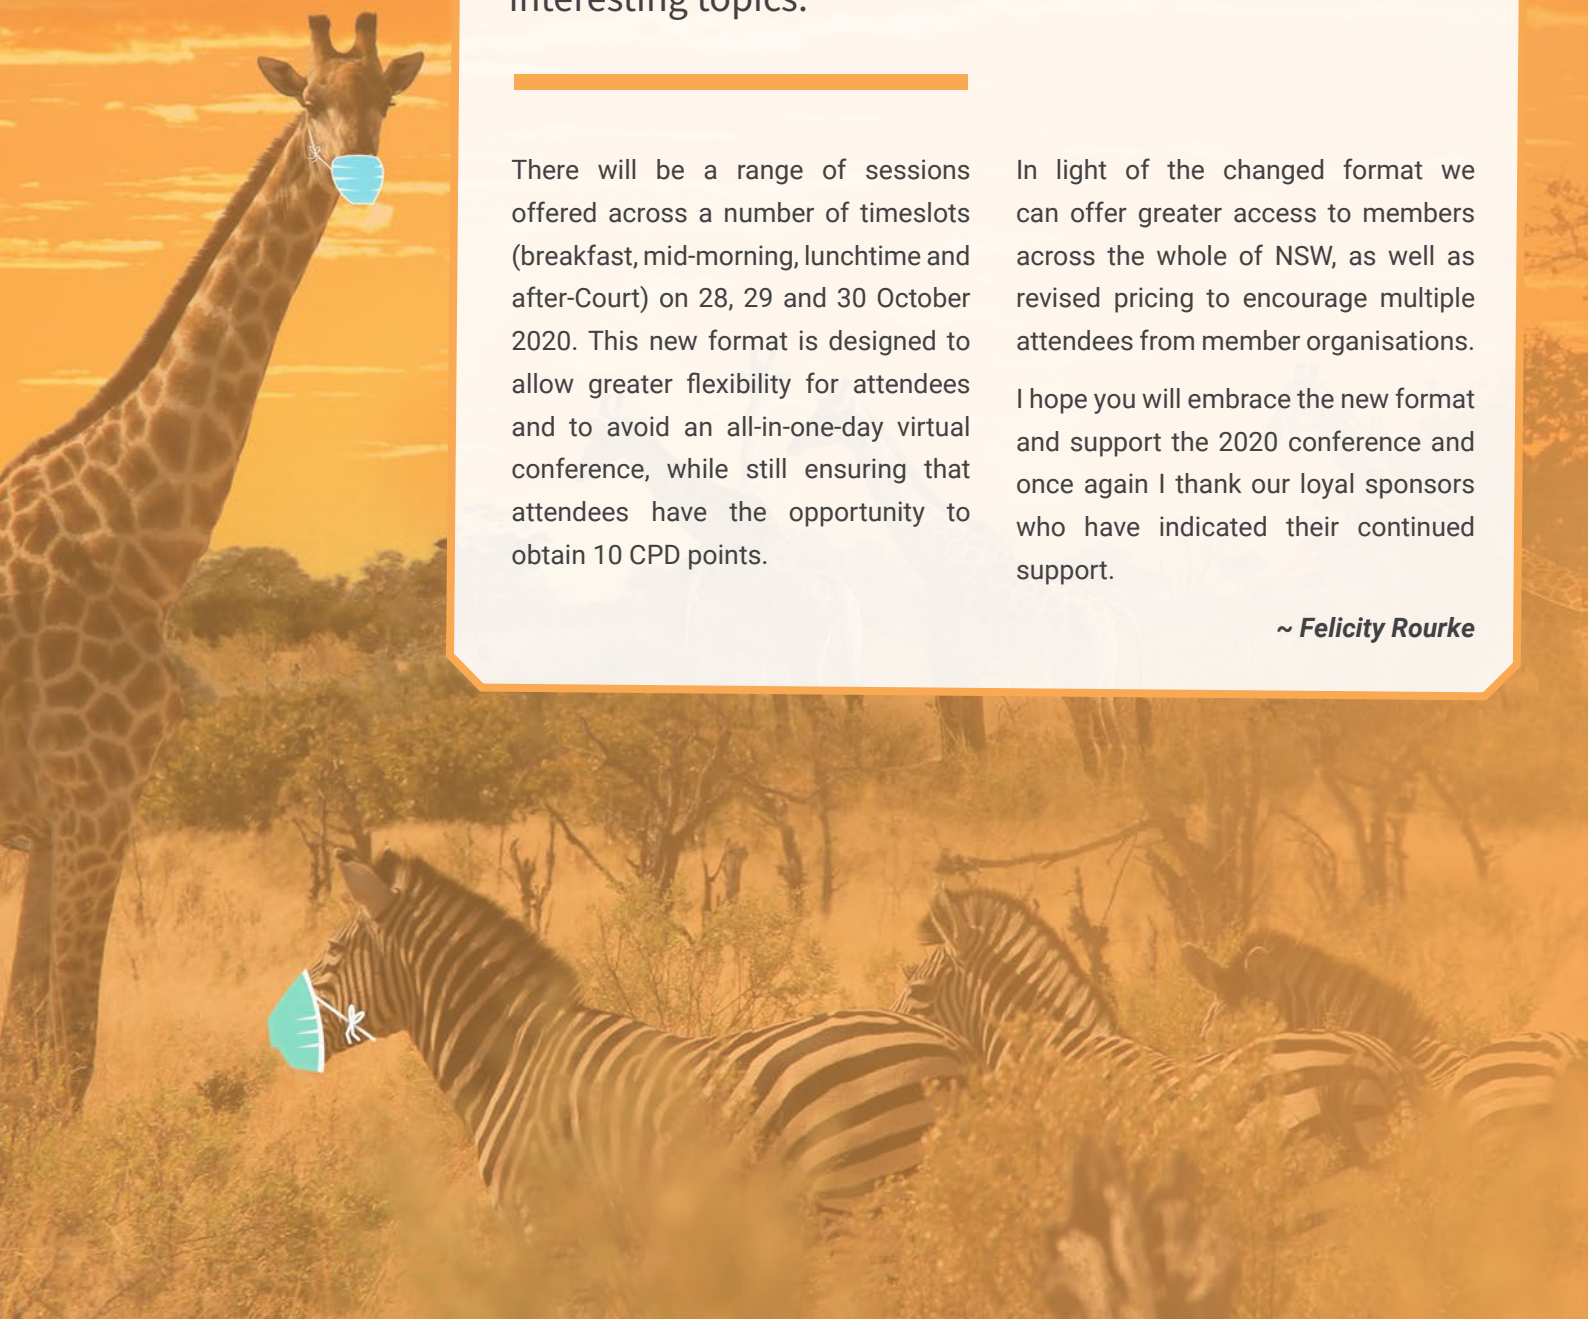 interesting topics.
There will be a range of sessions
offered across a number of timeslots
(breakfast, mid-morning, lunchtime and
after-Court) on 28, 29 and 30 October
2020. This new format is designed to
allow greater flexibility for attendees
and to avoid an all-in-one-day virtual
conference, while still ensuring that
attendees have the opportunity to
obtain 10 CPD points.
In light of the changed format we
can offer greater access to members
across the whole of NSW, as well as
revised pricing to encourage multiple
attendees from member organisations.
I hope you will embrace the new format
and support the 2020 conference and
once again I thank our loyal sponsors
who have indicated their continued
support.
~ Felicity Rourke